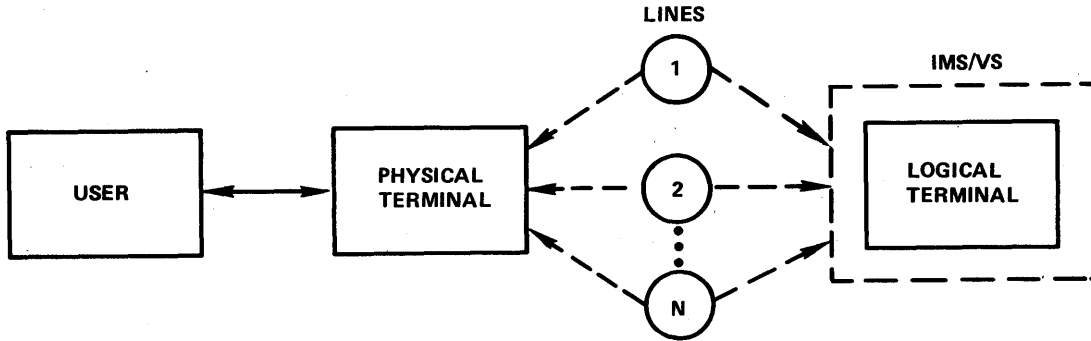 LINES
1
IMS/VS
USER
PHYSICAL
TERMINAL
2
LOGICAL
TERMINAL
N